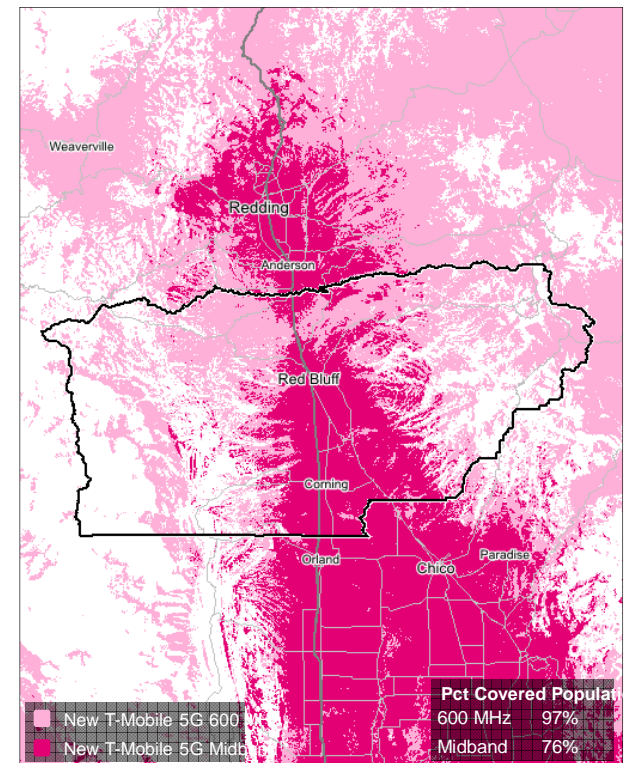 Weaverville
Redding
Anderson
Red Bluff
Corning
Orland
Chico
Paradise
Pct Covered Populati
600 MHz 97%
Midband 76%
New T-Mobile 5G 600
New T-Mobile 5G Midb